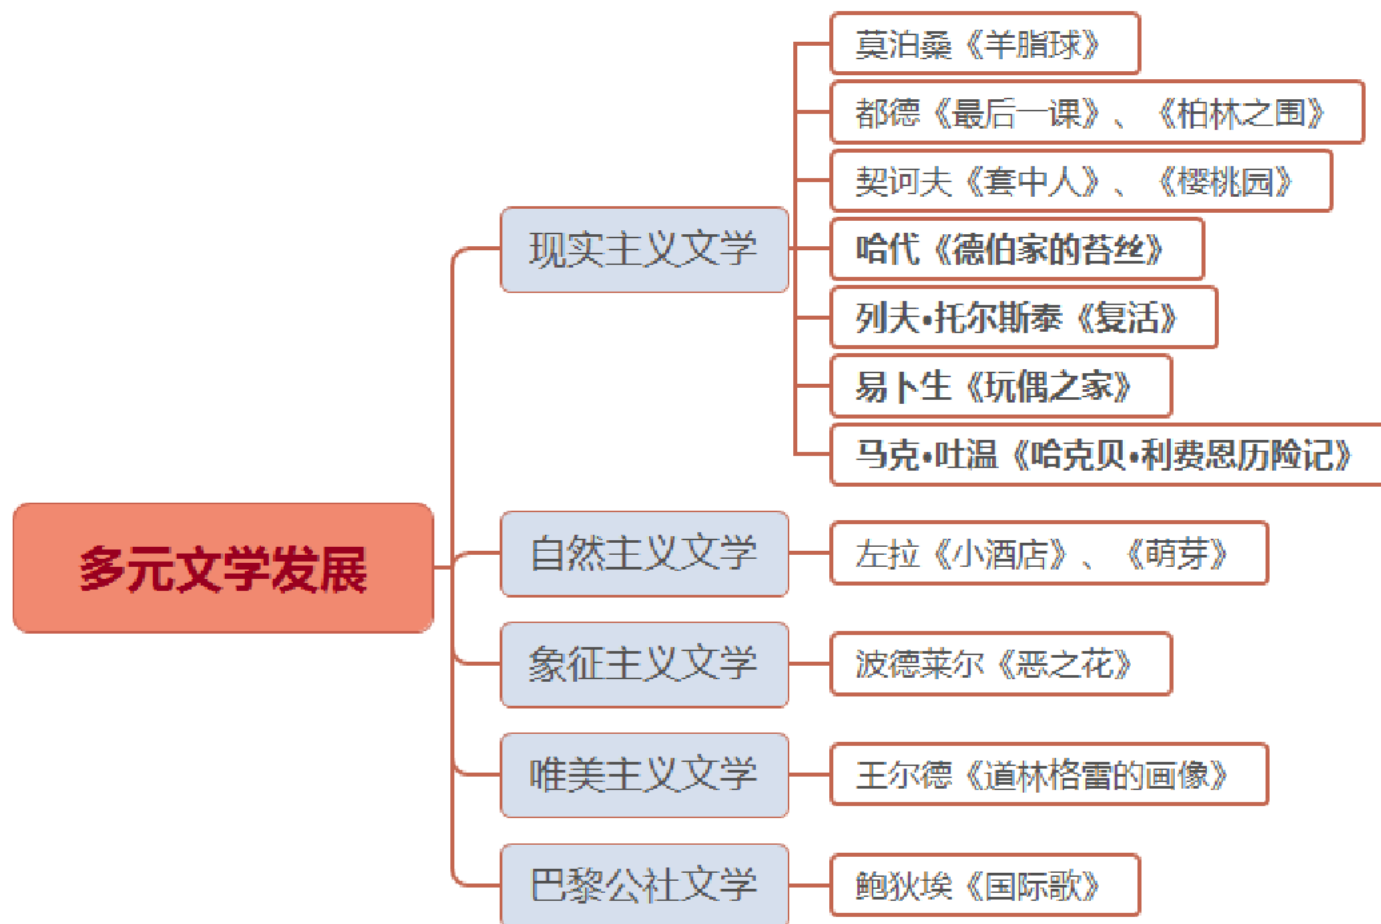 多元文学发展
现实主义文学
莫泊桑《羊脂球》
都德《最后一课》、《柏林之围》
契诃夫《套中人》、《樱桃园》
哈代《德伯家的苔丝》
列夫•托尔斯泰《复活》
易卜生《玩偶之家》
马克•吐温《哈克贝•利费恩历险记》
自然主义文学
左拉《小酒店》、《萌芽》
象征主义文学
波德莱尔《恶之花》
唯美主义文学
王尔德《道林格雷的画像》
巴黎公社文学
鲍狄埃《国际歌》